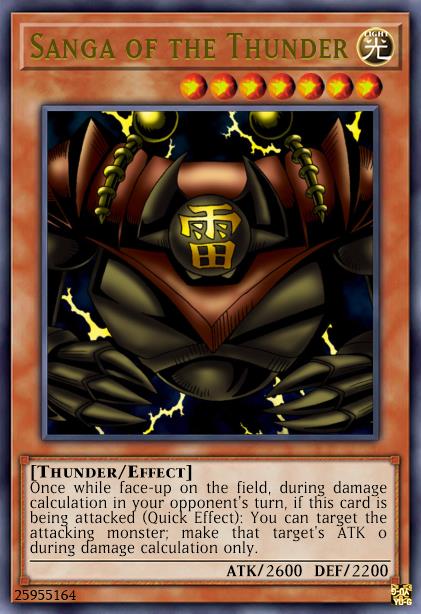 Sanga of the Thunder
LIGHT
光
雷
[Thunder/Effect]
Once while face-up on the field, during damage
calculation in your opponent's turn, if this card is
being attacked (Quick Effect): You can target the
attacking monster; make that target's ATK 0
during damage calculation only.
ATK/2600 DEF/2200
25955164